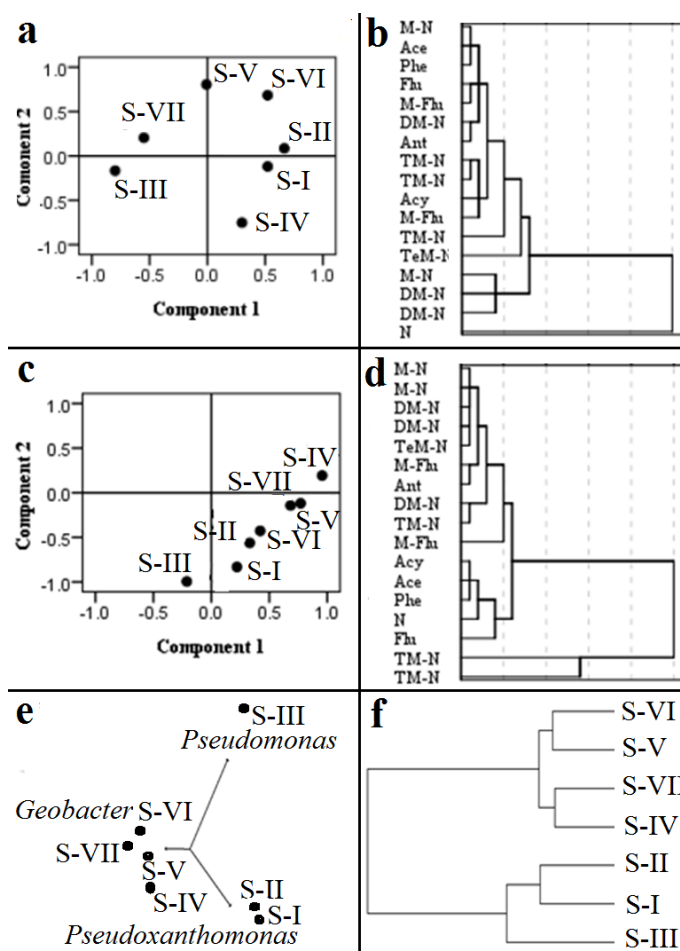 a
1.0
0.5
0.0
-0.5
-1.0
Comonent 2
S-V
S-VI
S-VII
S-II
S-III
S-I
S-IV
-1.0 -0.5 0.0 0.5 1.0
Component 1
b
M-N
Ace
Phe
Flu
M-Flu
DM-N
Ant
TM-N
TM-N
Acy
M-Flu
TM-N
TeM-N
M-N
DM-N
DM-N
N
c
1.0
0.5
0.0
-0.5
-1.0
Component 2
S-IV
S-VII
S-V
S-II
S-VI
S-III
S-I
-1.0 -0.5 0.0 0.5 1.0
Component 1
d
M-N
M-N
DM-N
DM-N
TeM-N
M-Flu
Ant
DM-N
TM-N
M-Flu
Acy
Ace
Phe
N
Flu
TM-N
TM-N
e
S-III
Pseudomonas
Geobacter
S-VI
S-VII
S-V
S-IV
S-II
S-I
Pseudoxanthomonas
f
S-VI
S-V
S-VII
S-IV
S-II
S-I
S-III